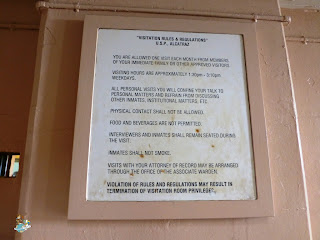 "VISITATION RULES & REGULATIONS"
U.S.P., ALCATRAZ
YOU ARE ALLOWED ONE VISIT EACH MONTH FROM MEMBERS
OF YOUR IMMEDIATE FAMILY OR OTHER APPROVED VISITORS
VISITING HOURS ARE APPROXIMATELY 1:30pm - 3:10pm
WEEKDAYS.
ALL PERSONAL VISITS YOU WILL CONFINE YOUR TALK TO
PERSONAL MATTERS AND REFRAIN FROM DISCUSSING
OTHER INMATES, INSTITUTIONAL MATTERS, ETC.
PHYSICAL CONTACT SHALL NOT BE ALLOWED.
FOOD AND BEVERAGES ARE NOT PERMITTED.
INTERVIEWERS AND INMATES SHALL REMAIN SEATED DURING
THE VISIT.
INMATES SHALL NOT SMOKE.
VISITS WITH YOUR ATTORNEY OF RECORD MAY BE ARRANGED
THROUGH THE OFFICE OF THE ASSOCIATE WARDEN.
VIOLATION OF RULES AND REGULATIONS MAY RESULT IN
TERMINATION OF VISITATION ROOM PRIVILEGES.